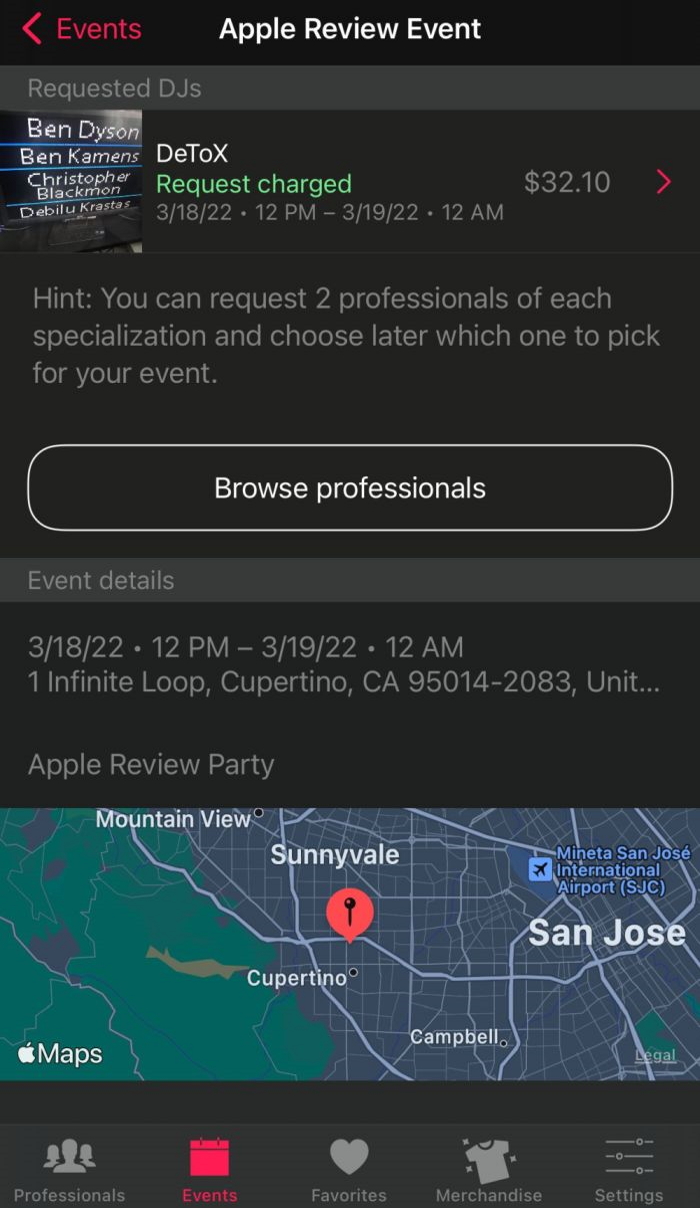 Events
Apple Review Event
Requested DJs
Ben Dyson
Ben Kamens
Christopher
Blackmon
Debilu Krastas
DeToX
Request charged
$32.10
3/18/22 • 12 PM – 3/19/22 • 12 AM
Hint: You can request 2 professionals of each
specialization and choose later which one to pick
for your event.
Browse professionals
Event details
3/18/22 • 12 PM – 3/19/22 • 12 AM
1 Infinite Loop, Cupertino, CA 95014-2083, Unit...
Apple Review Party
Mountain View
Sunnyvale
Mineta San José
International
Airport (SJC)
San Jose
Cupertino
Campbell
Maps
Legal
Professionals
Events
Favorites
Merchandise
Settings